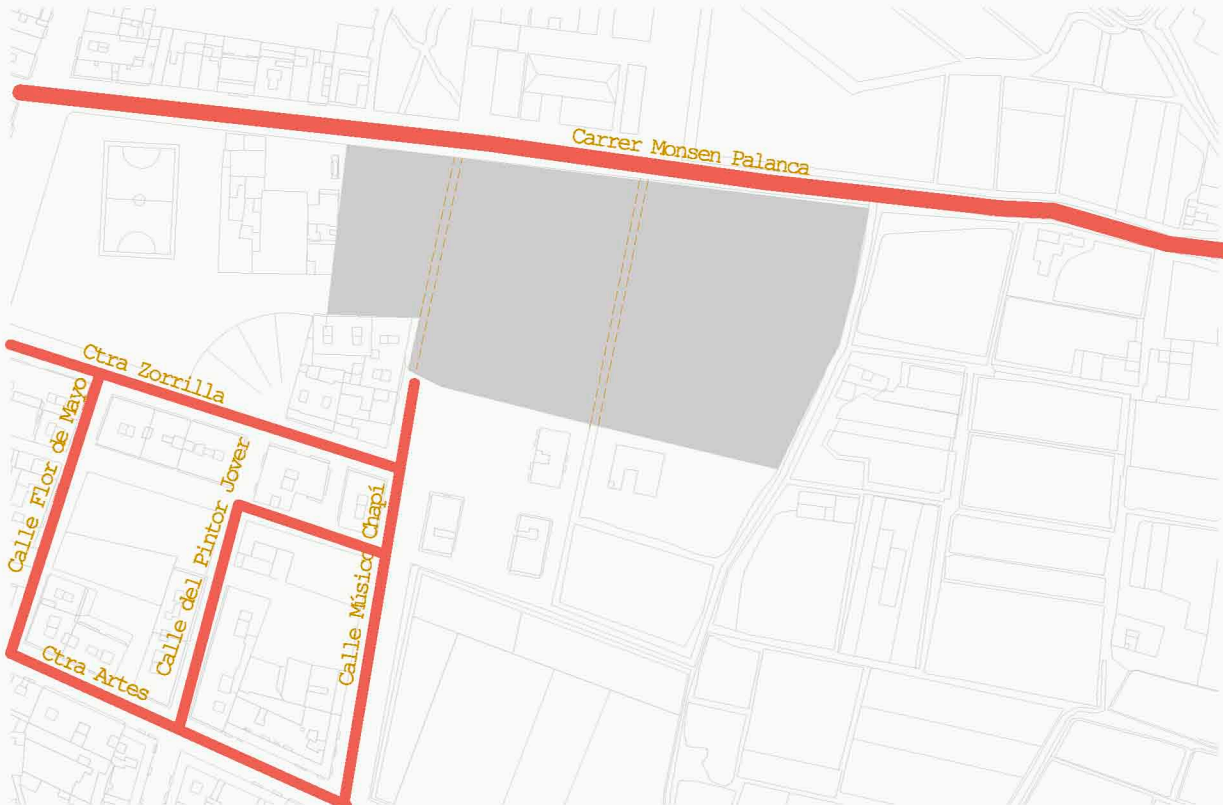 Carrer Monsen Palanca
Ctra Zorrilla
Calle Flor de Mayo
Calle del Pintor Jover
Calle Músico Chapí
Ctra Artes